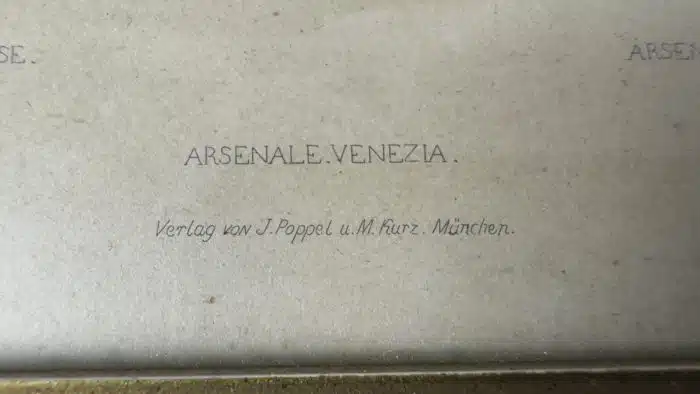 SE.
ARSEN
ARSENALE.VENEZIA.
Verlag von J. Poppel u. M. Kurz. München.